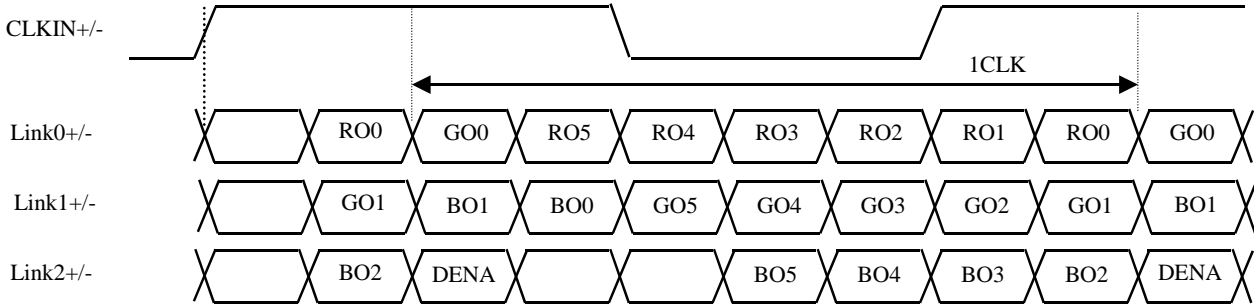 CLKIN+/-
1CLK
Link0+/- RO0 GO0 RO5 RO4 RO3 RO2 RO1 RO0 GO0
Link1+/- GO1 BO1 BO0 GO5 GO4 GO3 GO2 GO1 BO1
Link2+/- BO2 DENA BO5 BO4 BO3 BO2 DENA